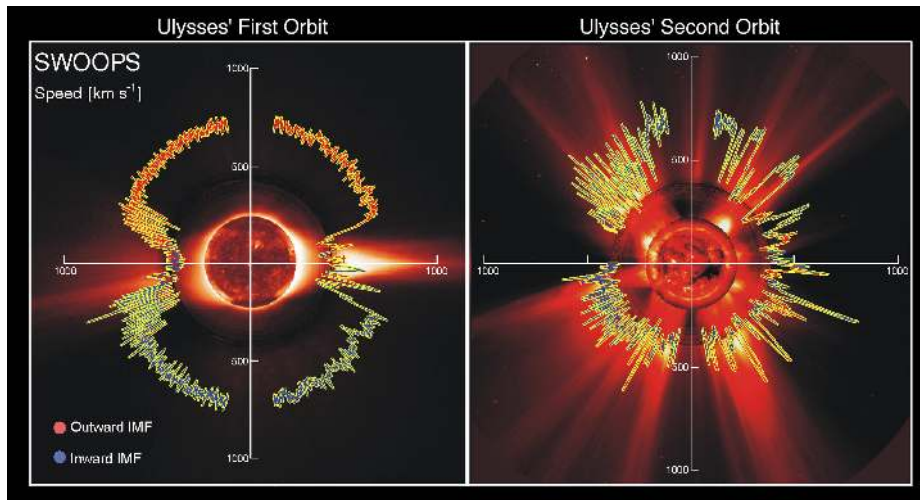 Ulysses' First Orbit
SWOOPS
Speed [km s⁻¹]
1000
500
1000
1000
500
1000
Outward IMF
Inward IMF
Ulysses' Second Orbit
1000
500
1000
1000
500
1000